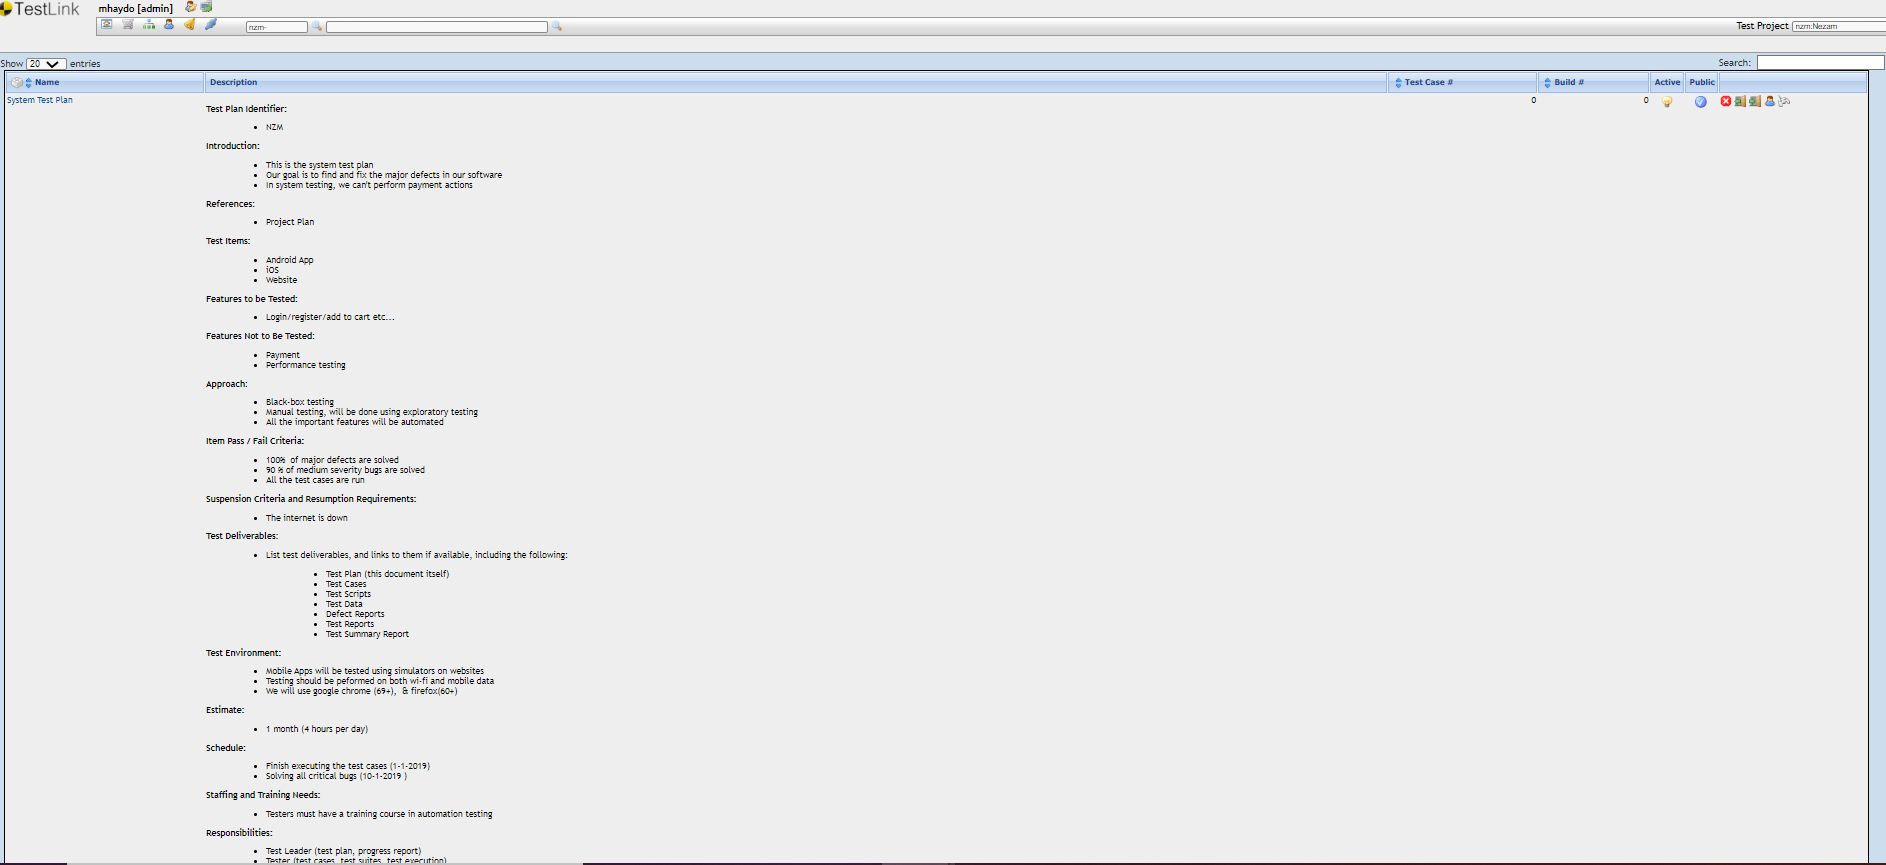 TestLink
mhaydo [admin]
nzm-
Test Project nzm:Nezam
Show 20 entries
Search:
Name Description Test Case # Build # Active Public
System Test Plan
0 0
Test Plan Identifier:
NZM
Introduction:
This is the system test plan
Our goal is to find and fix the major defects in our software
In system testing, we can't perform payment actions
References:
Project Plan
Test Items:
Android App
iOS
Website
Features to be Tested:
Login/register/add to cart etc...
Features Not to Be Tested:
Payment
Performance testing
Approach:
Black-box testing
Manual testing, will be done using exploratory testing
All the important features will be automated
Item Pass / Fail Criteria:
100% of major defects are solved
90 % of medium severity bugs are solved
All the test cases are run
Suspension Criteria and Resumption Requirements:
The internet is down
Test Deliverables:
List test deliverables, and links to them if available, including the following:
Test Plan (this document itself)
Test Cases
Test Scripts
Test Data
Defect Reports
Test Reports
Test Summary Report
Test Environment:
Mobile Apps will be tested using simulators on websites
Testing should be peformed on both wi-fi and mobile data
We will use google chrome (69+), & firefox(60+)
Estimate:
1 month (4 hours per day)
Schedule:
Finish executing the test cases (1-1-2019)
Solving all critical bugs (10-1-2019 )
Staffing and Training Needs:
Testers must have a training course in automation testing
Responsibilities:
Test Leader (test plan, progress report)
Tester (test cases, test suites, test execution)